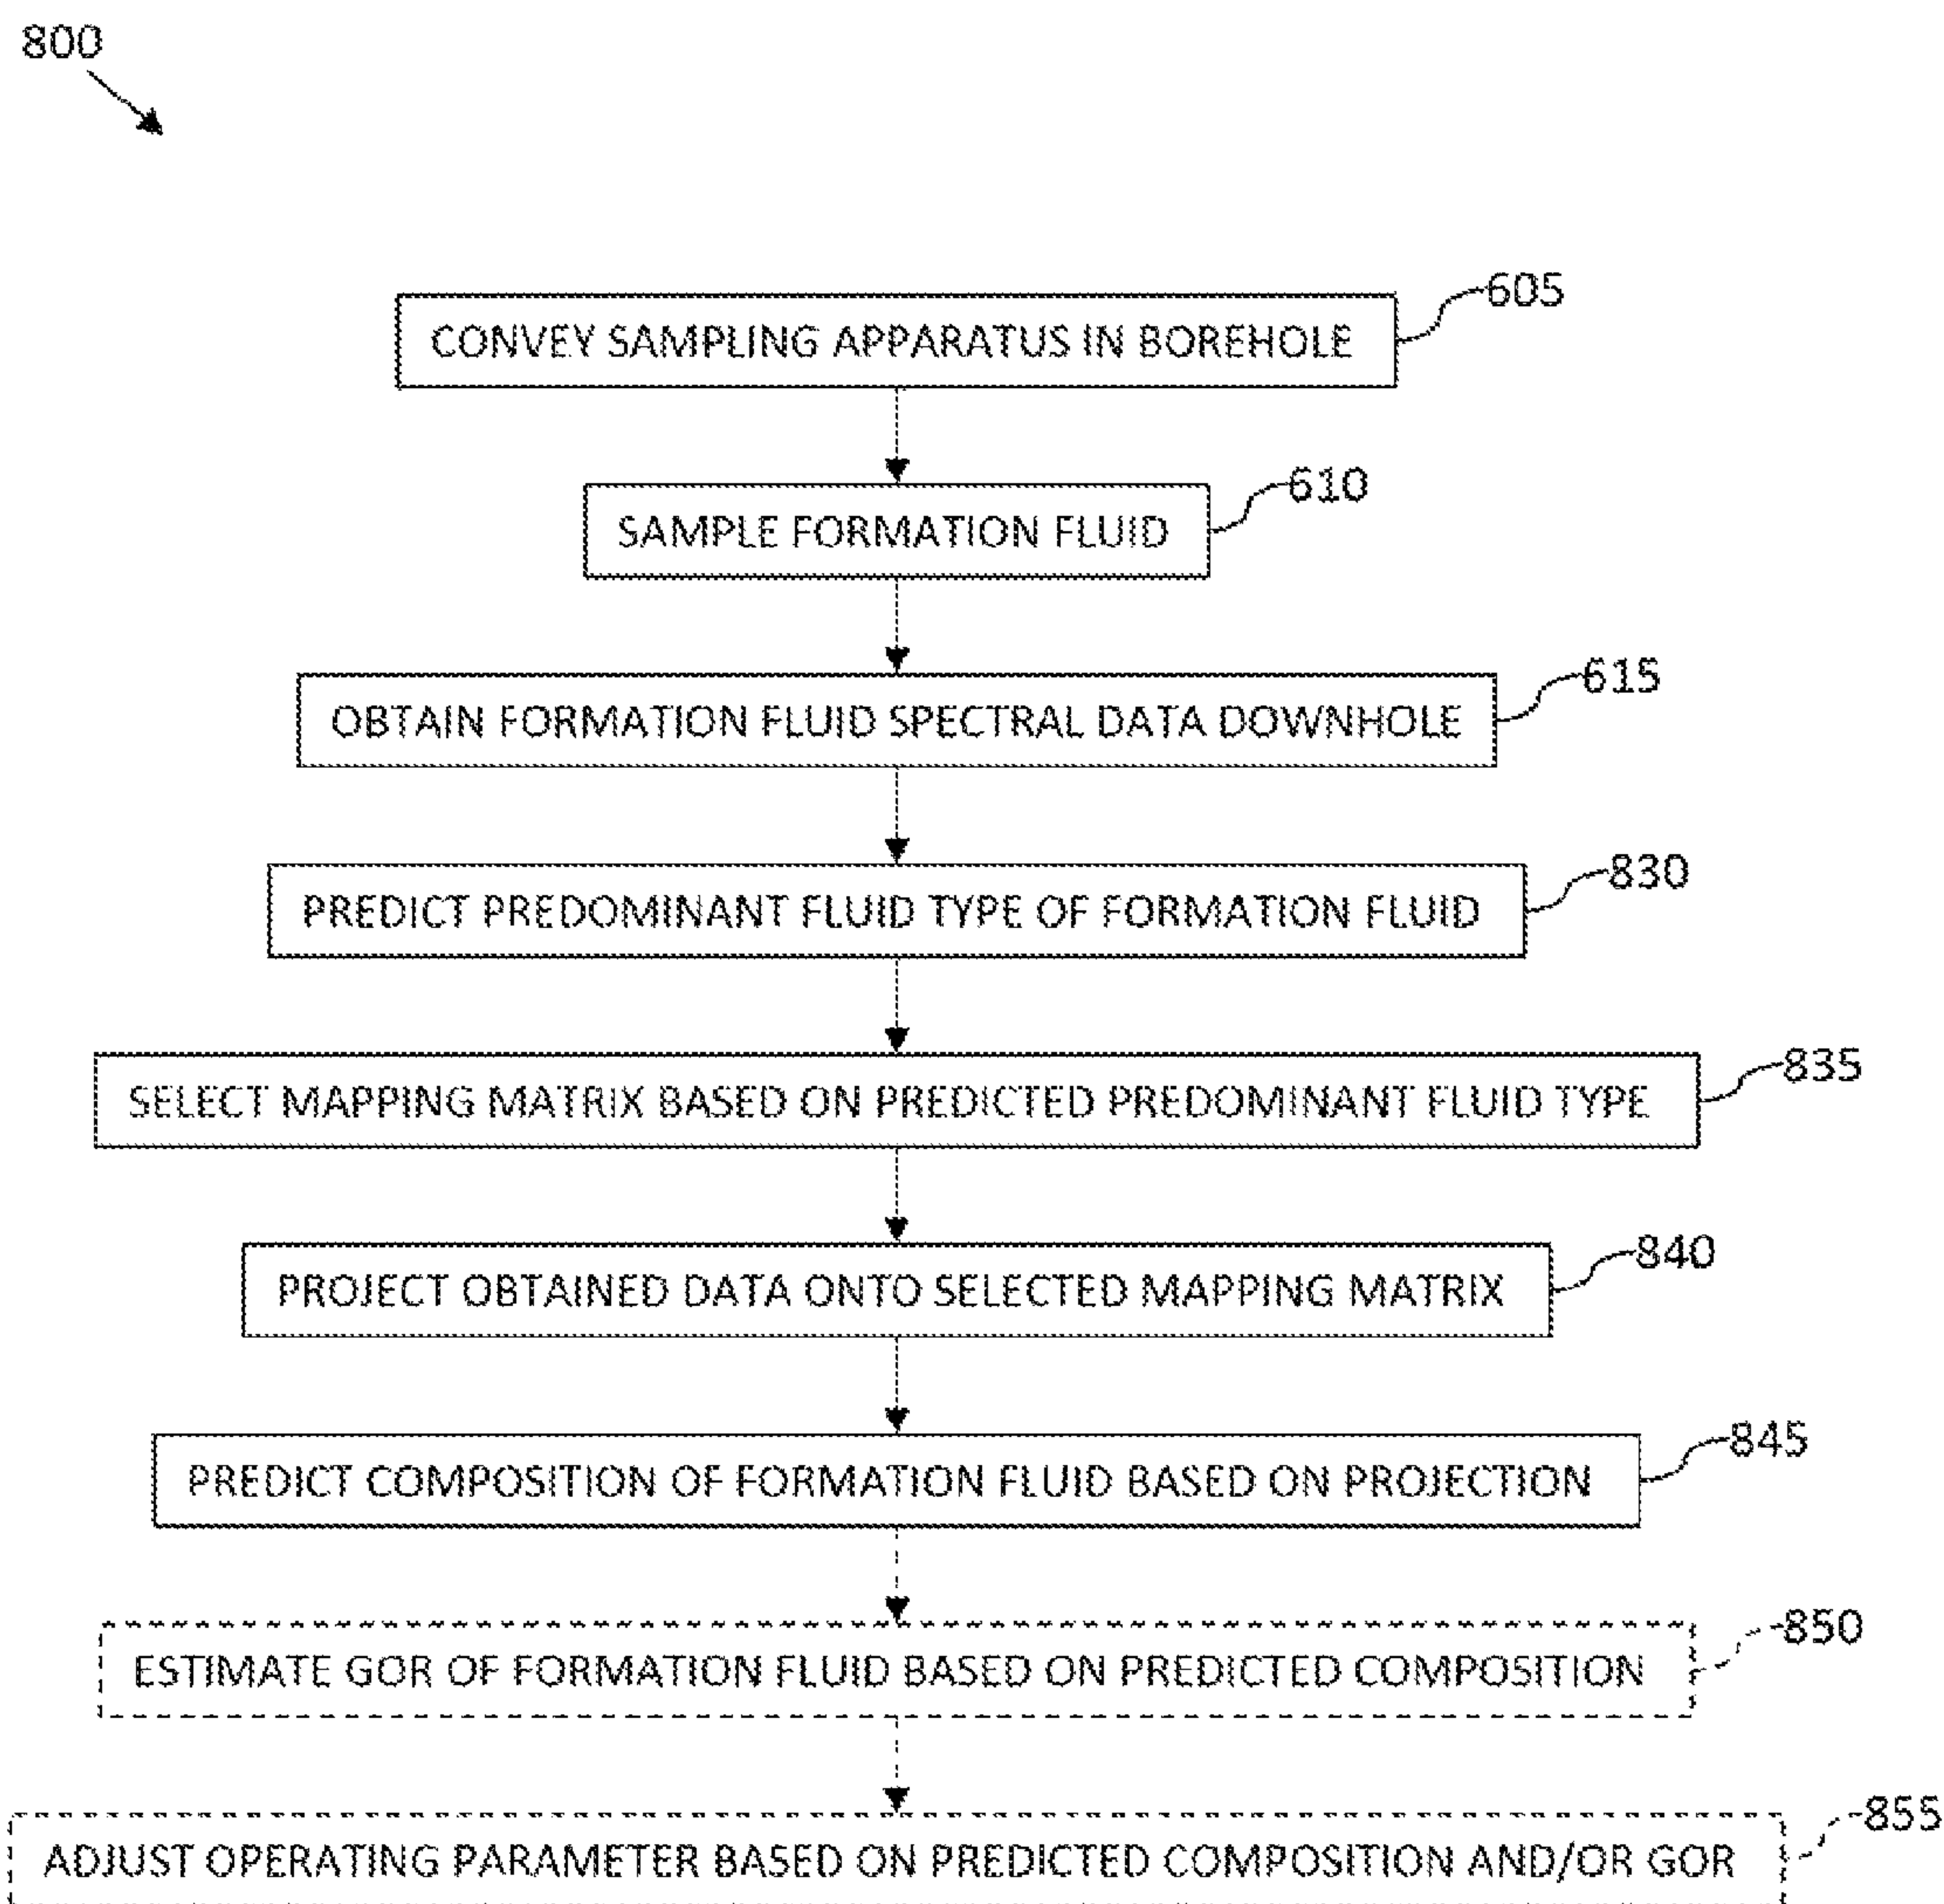 800
605
CONVEY SAMPLING APPARATUS IN BOREHOLE
610
SAMPLE FORMATION FLUID
615
OBTAIN FORMATION FLUID SPECTRAL DATA DOWNHOLE
830
PREDICT PREDOMINANT FLUID TYPE OF FORMATION FLUID
835
SELECT MAPPING MATRIX BASED ON PREDICTED PREDOMINANT FLUID TYPE
840
PROJECT OBTAINED DATA ONTO SELECTED MAPPING MATRIX
845
PREDICT COMPOSITION OF FORMATION FLUID BASED ON PROJECTION
850
ESTIMATE GOR OF FORMATION FLUID BASED ON PREDICTED COMPOSITION
855
ADJUST OPERATING PARAMETER BASED ON PREDICTED COMPOSITION AND/OR GOR